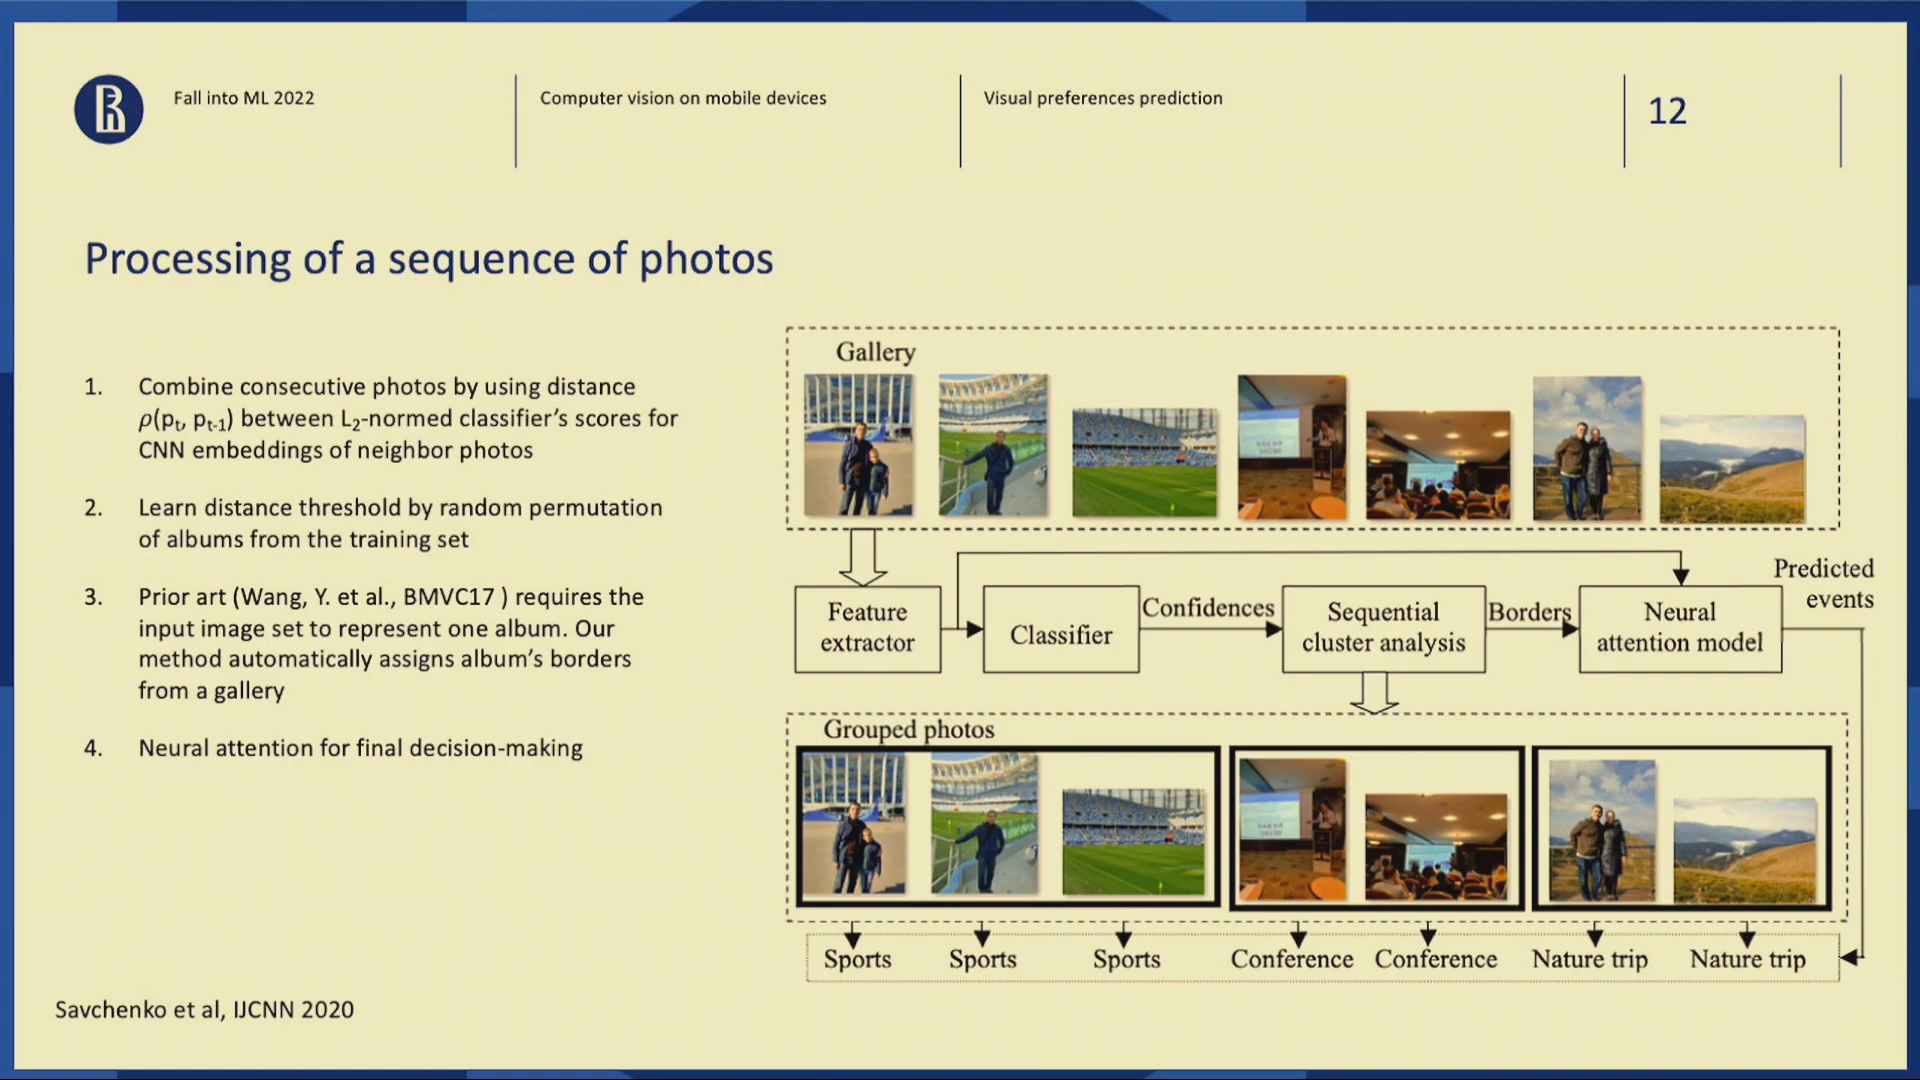 Fall into ML 2022
Computer vision on mobile devices
Visual preferences prediction
12
Processing of a sequence of photos
1. Combine consecutive photos by using distance
ρ(pₜ, pₜ₋₁) between L₂-normed classifier’s scores for
CNN embeddings of neighbor photos
2. Learn distance threshold by random permutation
of albums from the training set
3. Prior art (Wang, Y. et al., BMVC17 ) requires the
input image set to represent one album. Our
method automatically assigns album’s borders
from a gallery
4. Neural attention for final decision-making
Savchenko et al, IJCNN 2020
Gallery
Feature
extractor
Classifier
Confidences
Sequential
cluster analysis
Borders
Neural
attention model
Predicted
events
Grouped photos
Sports
Sports
Sports
Conference
Conference
Nature trip
Nature trip